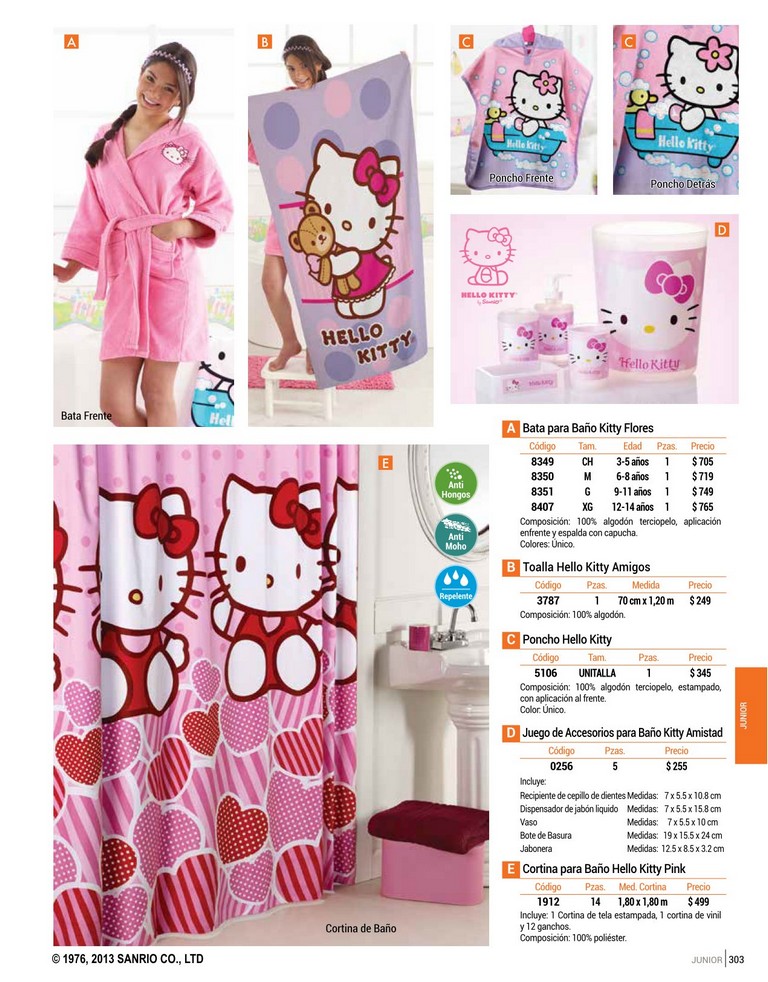 A
Bata Frente
B
HELLO
KITTY
C
Hello Kitty
Poncho Frente
C
Hello Kitty
Poncho Detrás
D
HELLO KITTY
by Sanrio
Hello Kitty
E
Anti
Hongos
Anti
Moho
Repelente
Cortina de Baño
A Bata para Baño Kitty Flores
Código Tam. Edad Pzas. Precio
8349 CH 3-5 años 1 $ 705
8350 M 6-8 años 1 $ 719
8351 G 9-11 años 1 $ 749
8407 XG 12-14 años 1 $ 765
Composición: 100% algodón terciopelo, aplicación
enfrente y espalda con capucha.
Colores: Único.
B Toalla Hello Kitty Amigos
Código Pzas. Medida Precio
3787 1 70 cm x 1,20 m $ 249
Composición: 100% algodón.
C Poncho Hello Kitty
Código Tam. Pzas. Precio
5106 UNITALLA 1 $ 345
Composición: 100% algodón terciopelo, estampado,
con aplicación al frente.
Color: Único.
D Juego de Accesorios para Baño Kitty Amistad
Código Pzas. Precio
0256 5 $ 255
Incluye:
Recipiente de cepillo de dientes Medidas: 7 x 5.5 x 10.8 cm
Dispensador de jabón líquido Medidas: 7 x 5.5 x 15.8 cm
Vaso Medidas: 7 x 5.5 x 10 cm
Bote de Basura Medidas: 19 x 15.5 x 24 cm
Jabonera Medidas: 12.5 x 8.5 x 3.2 cm
E Cortina para Baño Hello Kitty Pink
Código Pzas. Med. Cortina Precio
1912 14 1,80 x 1,80 m $ 499
Incluye: 1 Cortina de tela estampada, 1 cortina de vinil
y 12 ganchos.
Composición: 100% poliéster.
JUNIOR
© 1976, 2013 SANRIO CO., LTD
JUNIOR 303